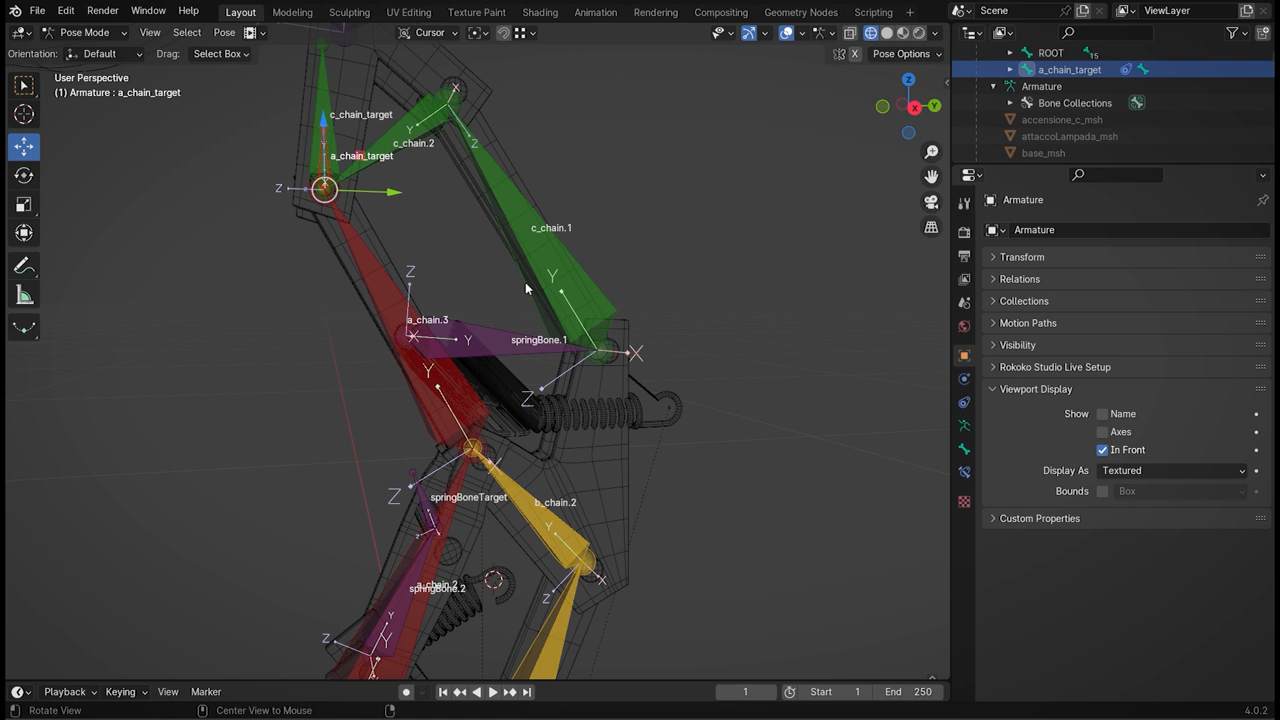 File Edit Render Window Help Layout Modeling Sculpting UV Editing Texture Paint Shading Animation Rendering Compositing Geometry Nodes Scripting + Scene ViewLayer
Pose Mode View Select Pose Cursor
Orientation: Default Drag: Select Box X Pose Options
User Perspective
(1) Armature : a_chain_target
ROOT 15
a_chain_target
Armature
Bone Collections
accensione_c_msh
attaccoLampada_msh
base_msh
Z
X
Y
X
Y
Z
c_chain_target
c_chain.2
a_chain_target
Z
c_chain.1
Z
Y
a_chain.3
X
Y
springBone.1
X
Z
Y
X
Z
springBoneTarget
b_chain.2
Y
X
Z
a_chain.2
springBone.2
Y
Z
Y
Armature
Armature
Transform
Relations
Collections
Motion Paths
Visibility
Rokoko Studio Live Setup
Viewport Display
Show Name
Axes
In Front
Display As Textured
Bounds Box
Custom Properties
Playback Keying View Marker 1 Start 1 End 250
Rotate View Center View to Mouse 4.0.2